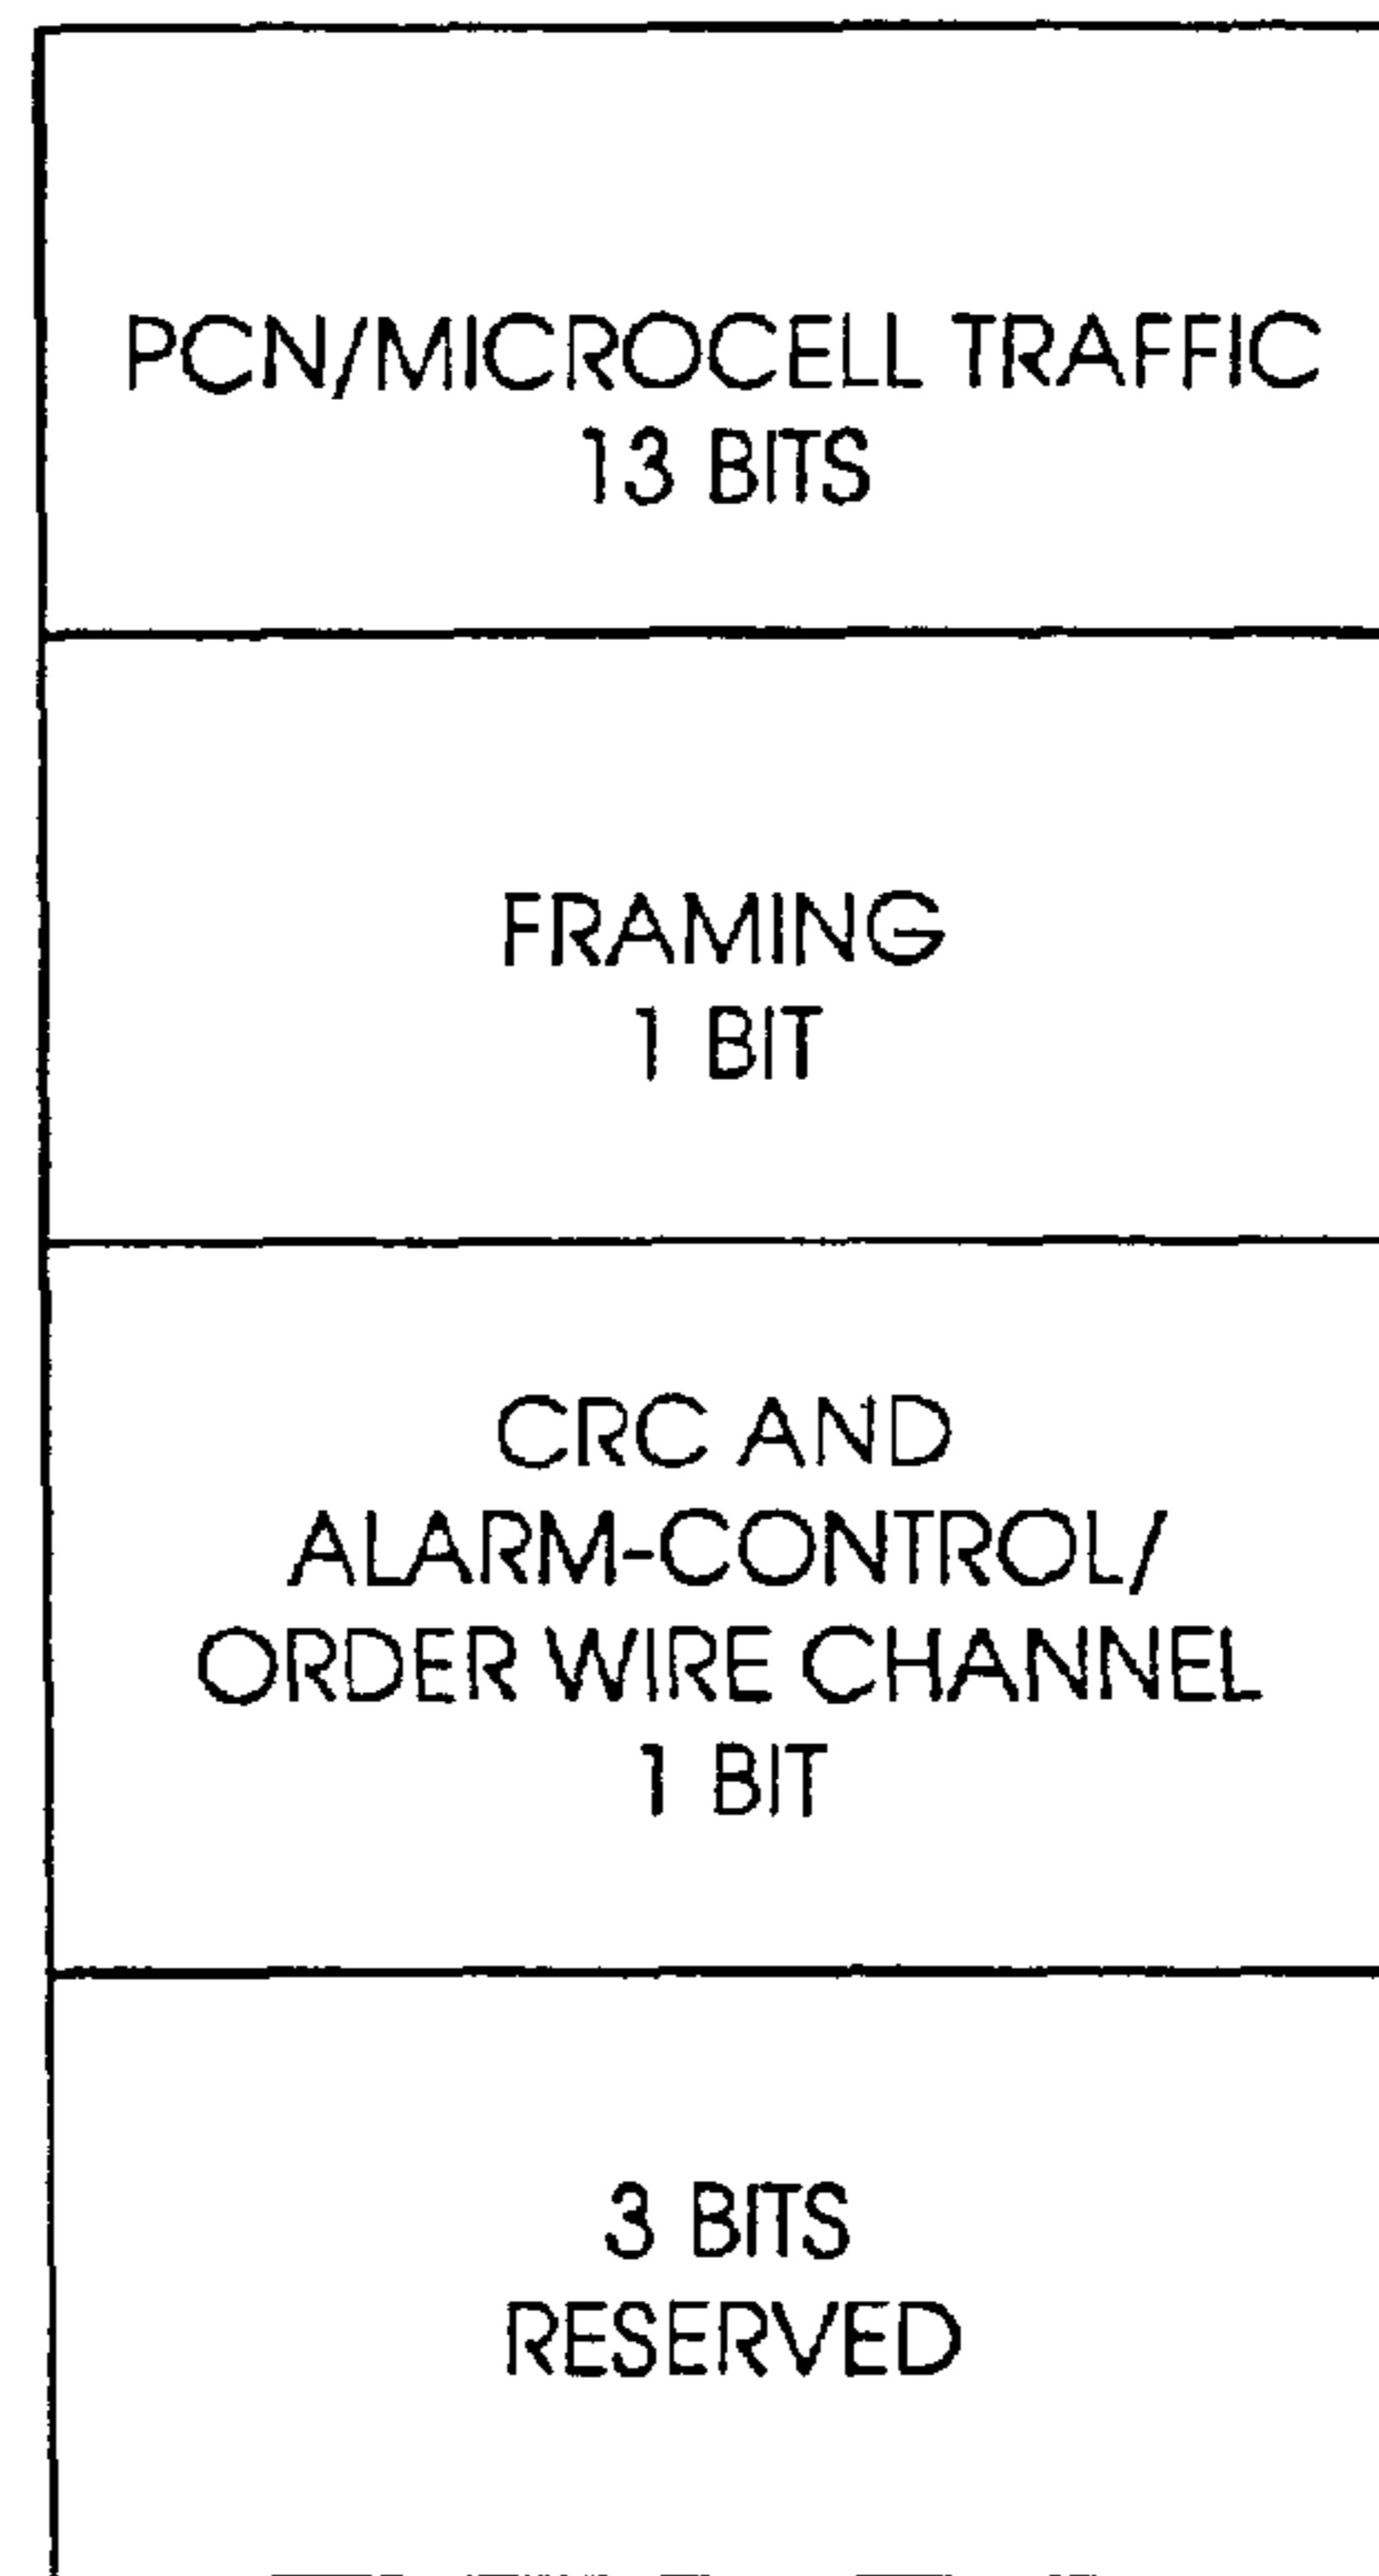 PCN/MICROCELL TRAFFIC
13 BITS
FRAMING
1 BIT
CRC AND
ALARM-CONTROL/
ORDER WIRE CHANNEL
1 BIT
3 BITS
RESERVED